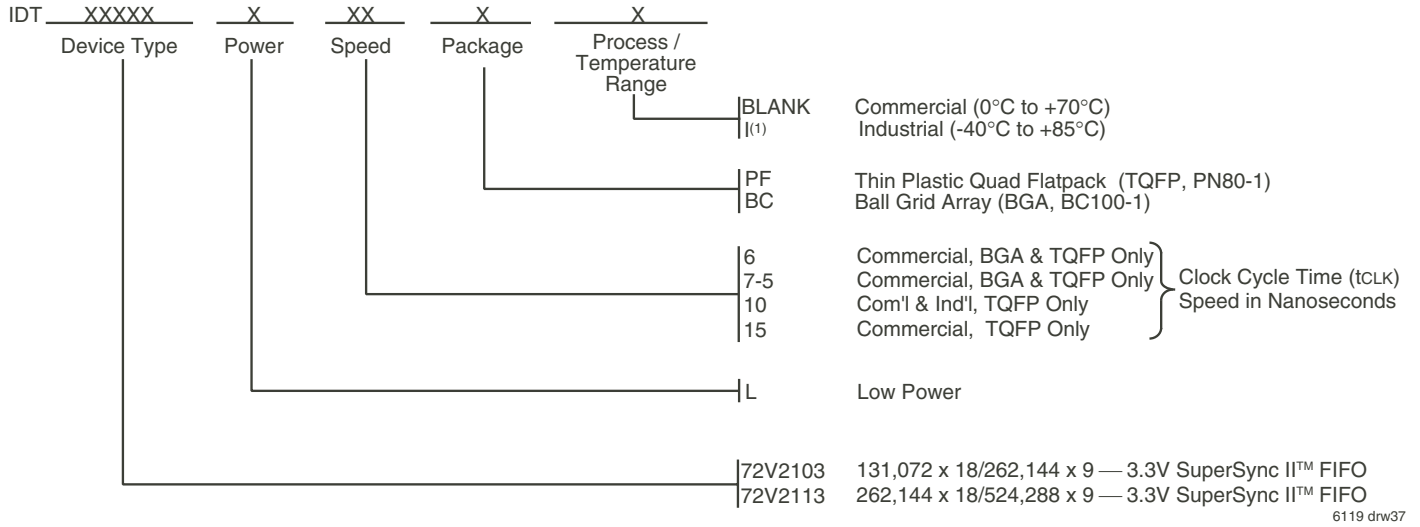 IDT XXXXX X XX X X
Device Type Power Speed Package Process / Temperature Range
BLANK Commercial (0°C to +70°C)
I(1) Industrial (-40°C to +85°C)
PF Thin Plastic Quad Flatpack (TQFP, PN80-1)
BC Ball Grid Array (BGA, BC100-1)
6 Commercial, BGA & TQFP Only
7-5 Commercial, BGA & TQFP Only
10 Com'l & Ind'l, TQFP Only
15 Commercial, TQFP Only
Clock Cycle Time (tCLK)
Speed in Nanoseconds
L Low Power
72V2103 131,072 x 18/262,144 x 9 — 3.3V SuperSync II™ FIFO
72V2113 262,144 x 18/524,288 x 9 — 3.3V SuperSync II™ FIFO
6119 drw37